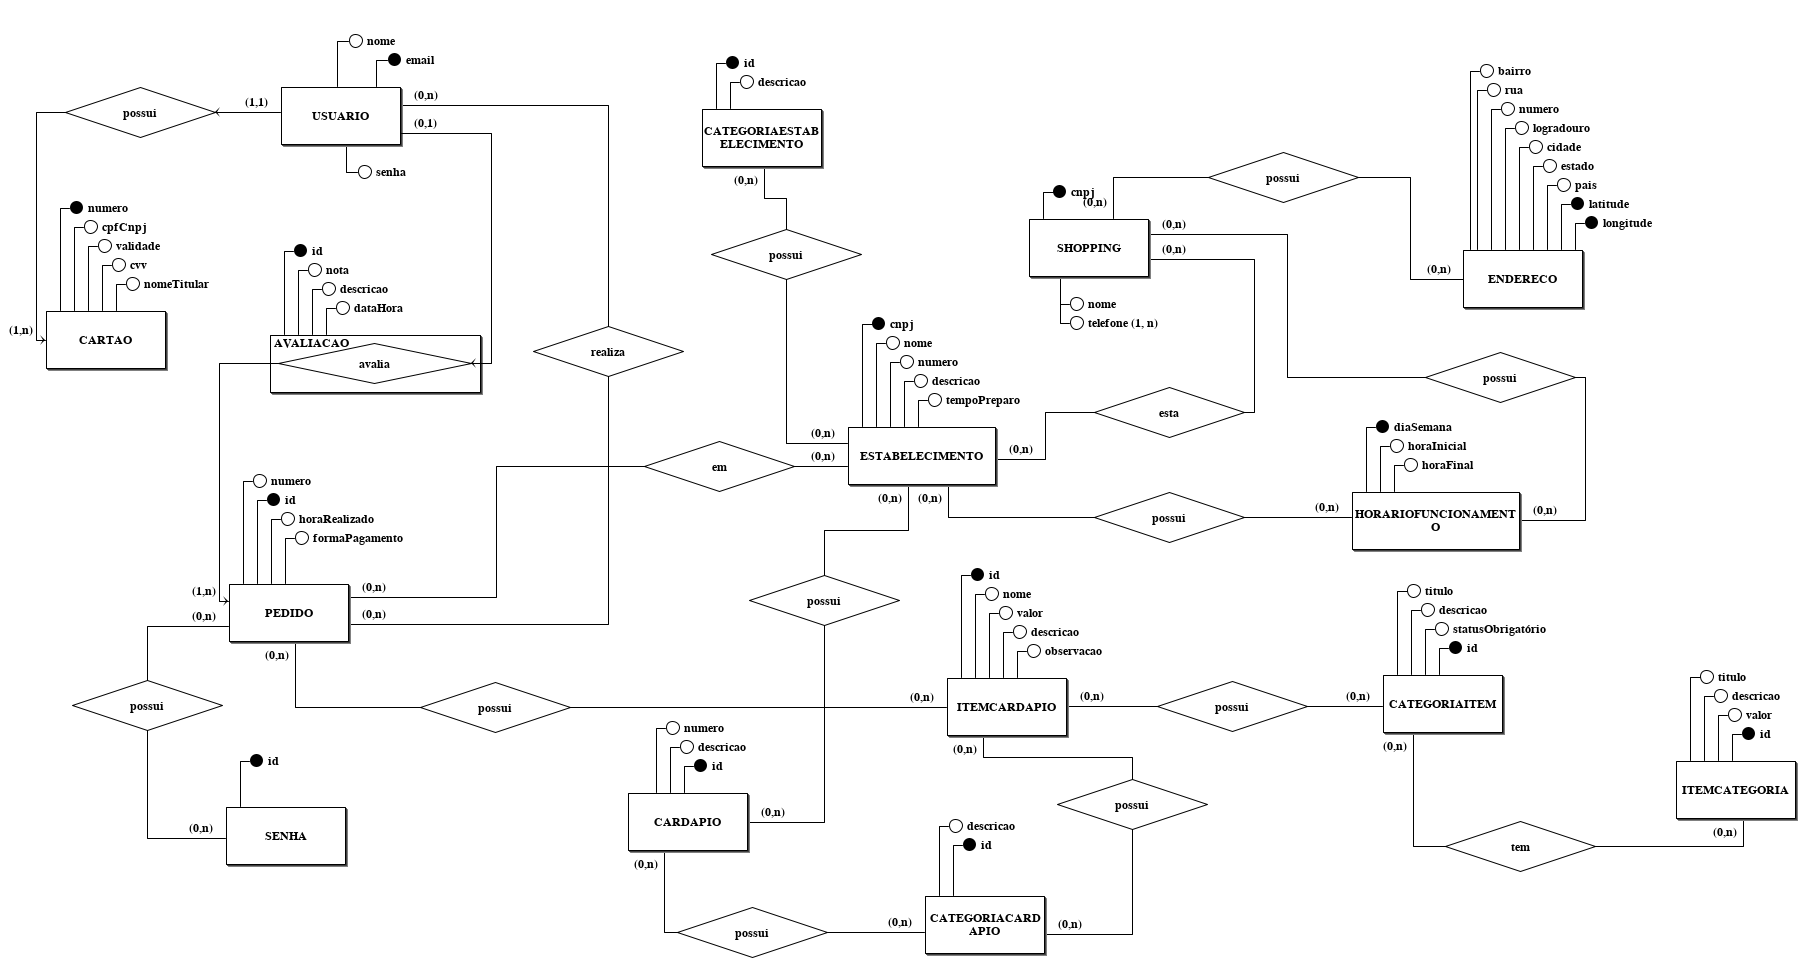 nome
email
possui
(1,1)
USUARIO
(0,n)
(0,1)
senha
numero
cpfCnpj
validade
cvv
nomeTitular
(1,n)
CARTAO
id
nota
descricao
dataHora
AVALIACAO
avalia
realiza
id
descricao
CATEGORIAESTAB
ELECIMENTO
(0,n)
possui
(0,n)
cnpj
(0,n)
SHOPPING
(0,n)
(0,n)
nome
telefone (1, n)
possui
bairro
rua
numero
logradouro
cidade
estado
pais
latitude
longitude
(0,n)
ENDERECO
possui
cnpj
nome
numero
descricao
tempoPreparo
ESTABELECIMENTO
(0,n)
(0,n)
(0,n)
(0,n)
esta
em
possui
diaSemana
horaInicial
horaFinal
(0,n)
HORARIOFUNCIONAMENT
O
(0,n)
numero
id
horaRealizado
formaPagamento
(1,n)
(0,n)
PEDIDO
(0,n)
(0,n)
(0,n)
possui
id
(0,n)
SENHA
possui
possui
id
nome
valor
descricao
observacao
(0,n)
ITEMCARDAPIO
(0,n)
(0,n)
possui
titulo
descricao
statusObrigatório
id
(0,n)
CATEGORIAITEM
(0,n)
titulo
descricao
valor
id
ITEMCATEGORIA
(0,n)
tem
numero
descricao
id
CARDAPIO
(0,n)
(0,n)
possui
possui
descricao
id
(0,n)
CATEGORIACARD
APIO
(0,n)